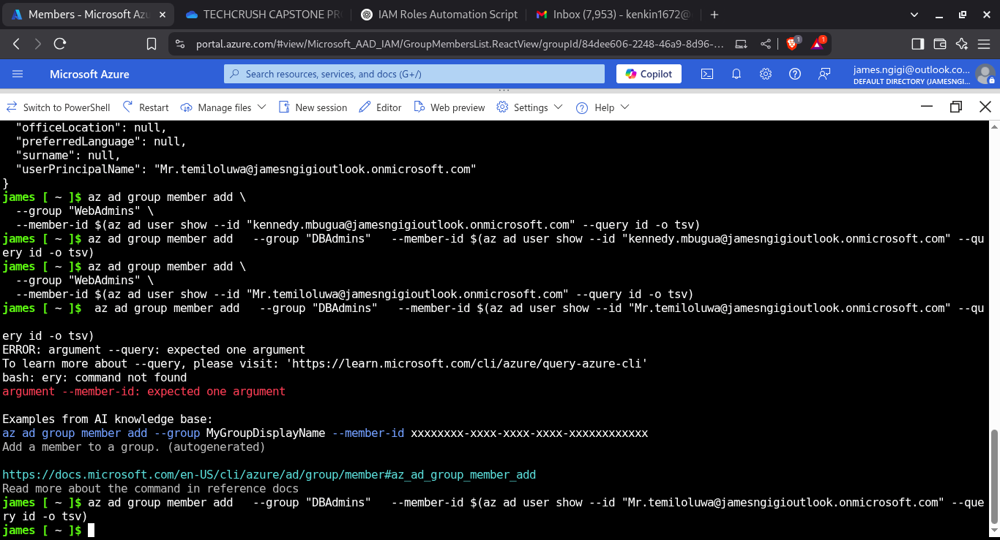 Members - Microsoft Azu
TECHCRUSH CAPSTONE PRO
IAM Roles Automation Script
Inbox (7,953) - kenkin1672@
portal.azure.com/#view/Microsoft_AAD_IAM/GroupMembersList.ReactView/groupId/84dee606-2248-46a9-8d96-...
1
1
Microsoft Azure
Search resources, services, and docs (G+/)
Copilot
james.ngigi@outlook.co...
DEFAULT DIRECTORY (JAMESNGI...
Switch to PowerShell
Restart
Manage files
New session
Editor
Web preview
Settings
Help
"officeLocation": null,
"preferredLanguage": null,
"surname": null,
"userPrincipalName": "Mr.temiloluwa@jamesngigioutlook.onmicrosoft.com"
}
james [ ~ ]$ az ad group member add \
--group "WebAdmins" \
--member-id $(az ad user show --id "kennedy.mbugua@jamesngigioutlook.onmicrosoft.com" --query id -o tsv)
james [ ~ ]$ az ad group member add   --group "DBAdmins"   --member-id $(az ad user show --id "kennedy.mbugua@jamesngigioutlook.onmicrosoft.com" --qu
ery id -o tsv)
james [ ~ ]$ az ad group member add \
--group "WebAdmins" \
--member-id $(az ad user show --id "Mr.temiloluwa@jamesngigioutlook.onmicrosoft.com" --query id -o tsv)
james [ ~ ]$  az ad group member add   --group "DBAdmins"   --member-id $(az ad user show --id "Mr.temiloluwa@jamesngigioutlook.onmicrosoft.com" --qu
ery id -o tsv)
ERROR: argument --query: expected one argument
To learn more about --query, please visit: 'https://learn.microsoft.com/cli/azure/query-azure-cli'
bash: ery: command not found
argument --member-id: expected one argument
Examples from AI knowledge base:
az ad group member add --group MyGroupDisplayName --member-id xxxxxxxx-xxxx-xxxx-xxxx-xxxxxxxxxxxx
Add a member to a group. (autogenerated)
https://docs.microsoft.com/en-US/cli/azure/ad/group/member#az_ad_group_member_add
Read more about the command in reference docs
james [ ~ ]$ az ad group member add   --group "DBAdmins"   --member-id $(az ad user show --id "Mr.temiloluwa@jamesngigioutlook.onmicrosoft.com" --que
ry id -o tsv)
james [ ~ ]$